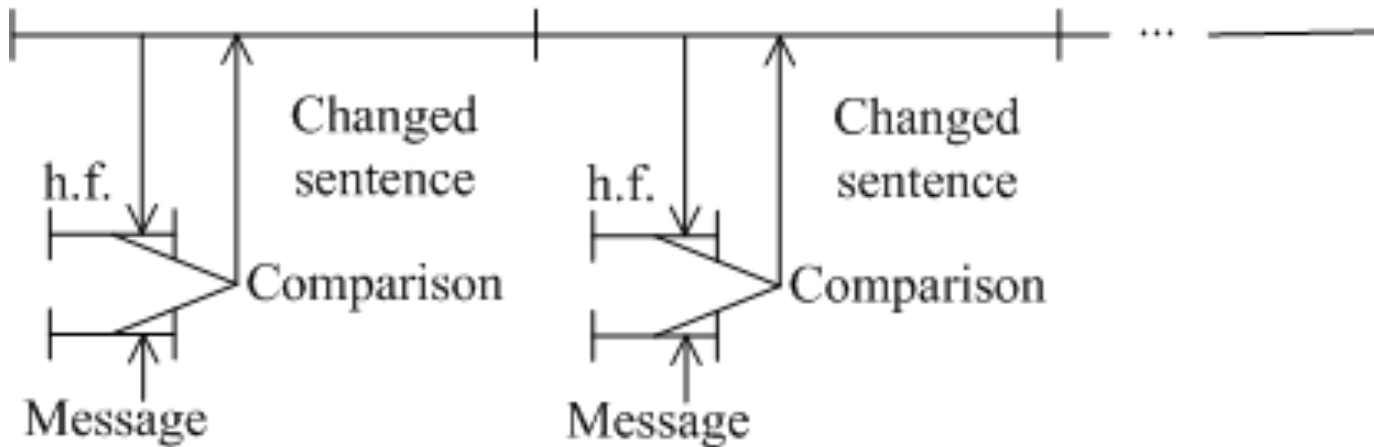 ...
Changed
sentence
h.f.
Comparison
Message
Changed
sentence
h.f.
Comparison
Message